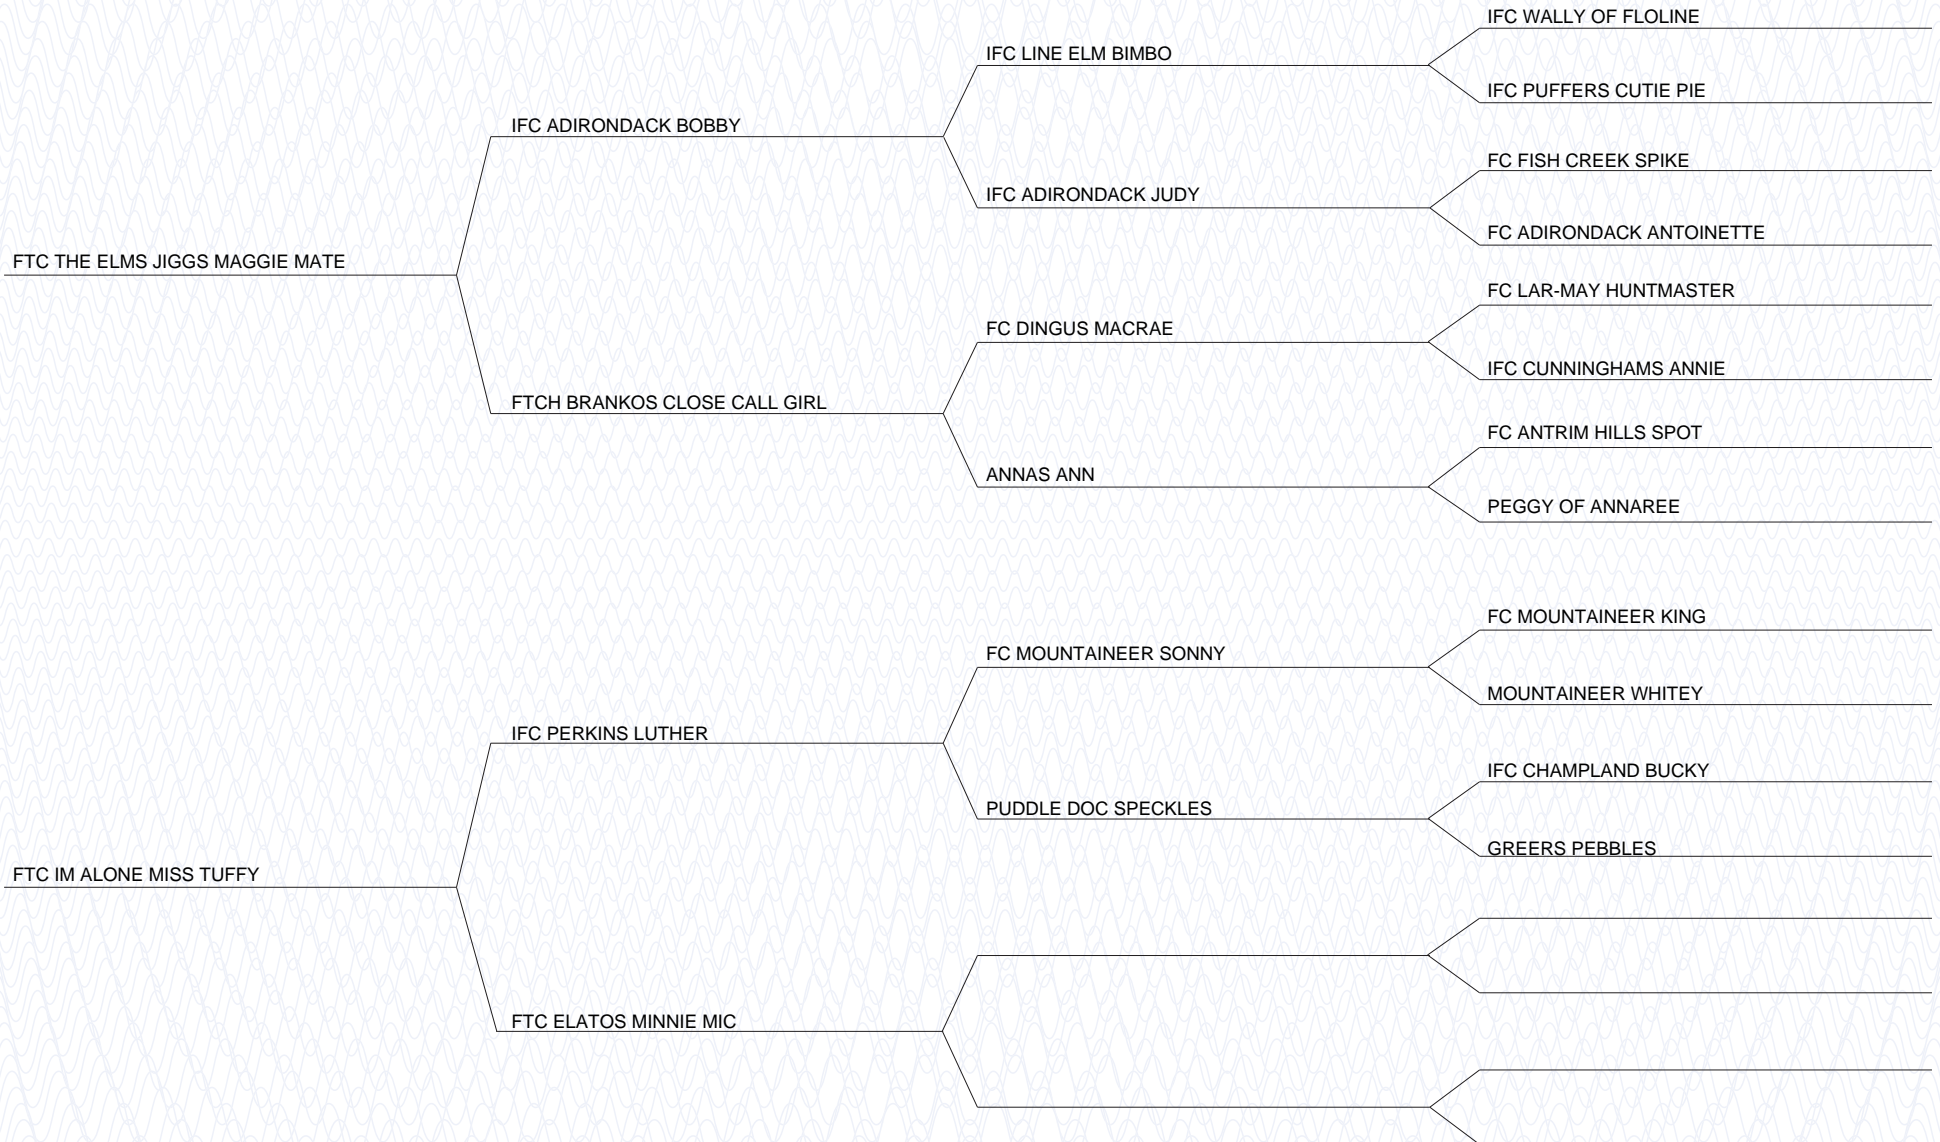 IFC WALLY OF FLOLINE
IFC LINE ELM BIMBO
IFC PUFFERS CUTIE PIE
IFC ADIRONDACK BOBBY
FC FISH CREEK SPIKE
IFC ADIRONDACK JUDY
FC ADIRONDACK ANTOINETTE
FTC THE ELMS JIGGS MAGGIE MATE
FC LAR-MAY HUNTMASTER
FC DINGUS MACRAE
IFC CUNNINGHAMS ANNIE
FTCH BRANKOS CLOSE CALL GIRL
FC ANTRIM HILLS SPOT
ANNAS ANN
PEGGY OF ANNAREE
FC MOUNTAINEER KING
FC MOUNTAINEER SONNY
MOUNTAINEER WHITEY
IFC PERKINS LUTHER
IFC CHAMPLAND BUCKY
PUDDLE DOC SPECKLES
GREERS PEBBLES
FTC IM ALONE MISS TUFFY
FTC ELATOS MINNIE MIC